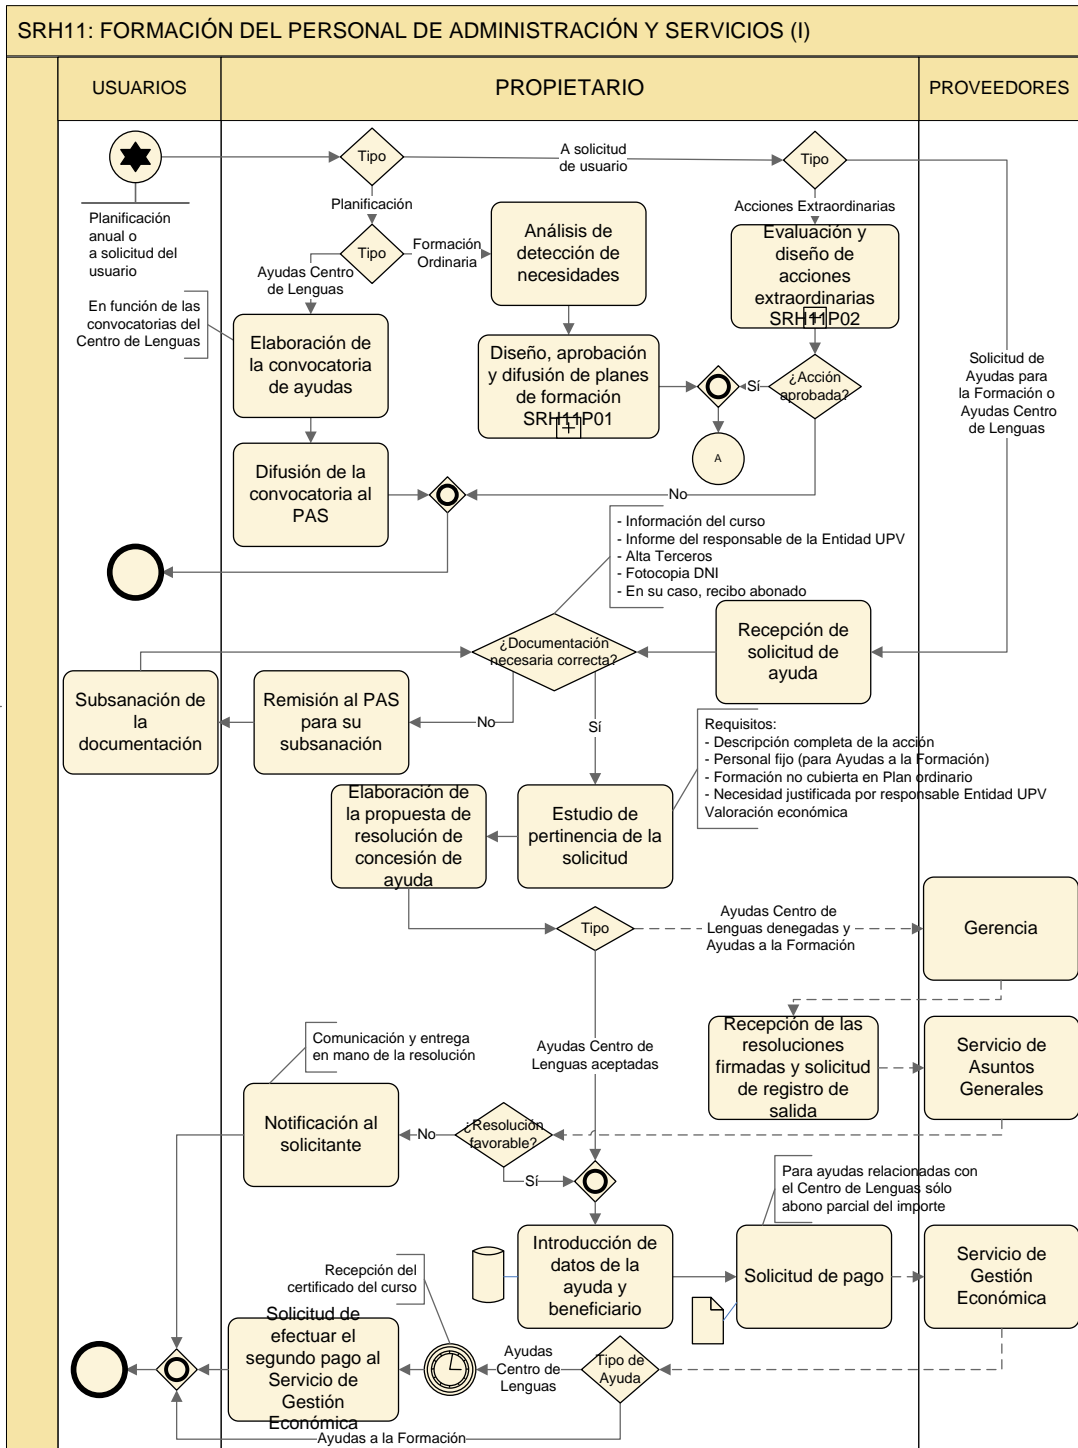 SRH11: FORMACIÓN DEL PERSONAL DE ADMINISTRACIÓN Y SERVICIOS (I)
USUARIOS
PROPIETARIO
PROVEEDORES
Tipo
A solicitud
de usuario
Tipo
Planificación
anual o
a solicitud del
usuario
Planificación
Acciones Extraordinarias
Tipo
Formación
Ordinaria
Análisis de
detección de
necesidades
Evaluación y
diseño de
acciones
extraordinarias
SRH11P02
Ayudas Centro
de Lenguas
En función de las
convocatorias del
Centro de Lenguas
Elaboración de
la convocatoria
de ayudas
Diseño, aprobación
y difusión de planes
de formación
SRH11P01
Sí
¿Acción
aprobada?
Solicitud de
Ayudas para
la Formación o
Ayudas Centro
de Lenguas
A
Difusión de la
convocatoria al
PAS
No
- Información del curso
- Informe del responsable de la Entidad UPV
- Alta Terceros
- Fotocopia DNI
- En su caso, recibo abonado
¿Documentación
necesaria correcta?
Recepción de
solicitud de
ayuda
Subsanación de
la
documentación
Remisión al PAS
para su
subsanación
No
Sí
Requisitos:
- Descripción completa de la acción
- Personal fijo (para Ayudas a la Formación)
- Formación no cubierta en Plan ordinario
- Necesidad justificada por responsable Entidad UPV
Valoración económica
Elaboración de
la propuesta de
resolución de
concesión de
ayuda
Estudio de
pertinencia de la
solicitud
Tipo
Ayudas Centro de
Lenguas denegadas y
Ayudas a la Formación
Gerencia
Comunicación y entrega
en mano de la resolución
Ayudas Centro de
Lenguas aceptadas
Recepción de las
resoluciones
firmadas y solicitud
de registro de
salida
Servicio de
Asuntos
Generales
Notificación al
solicitante
No
¿Resolución
favorable?
Sí
Para ayudas relacionadas con
el Centro de Lenguas sólo
abono parcial del importe
Introducción de
datos de la
ayuda y
beneficiario
Solicitud de pago
Servicio de
Gestión
Económica
Recepción del
certificado del curso
Solicitud de
efectuar el
segundo pago al
Servicio de
Gestión
Económica
Ayudas
Centro de
Lenguas
Tipo de
Ayuda
Ayudas a la Formación